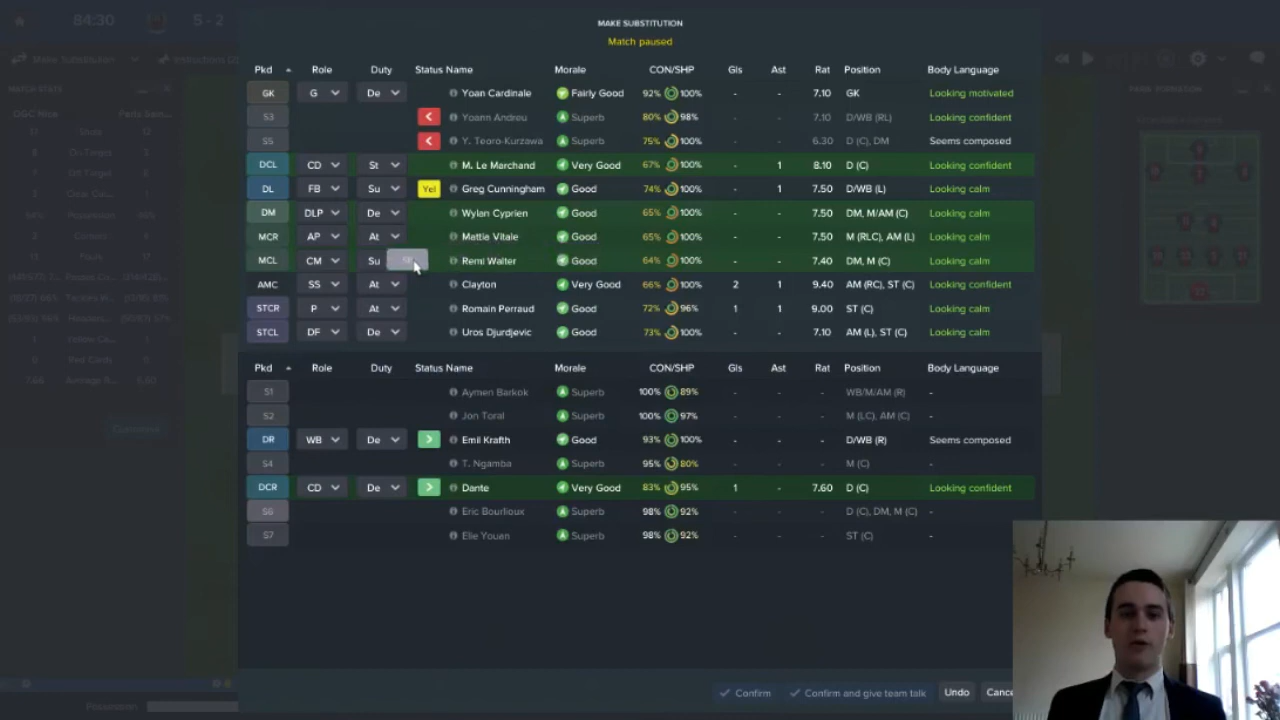 84:30
5 - 2
MAKE SUBSTITUTION
Match paused
Make Substitution
Pkd Role Duty Status Name Morale CON/SHP Gls Ast Rat Position Body Language
GK G De Yoan Cardinale Fairly Good 92% 100% - - 7.10 GK Looking motivated
S3 Yoann Andreu Superb 80% 98% - - 7.10 D/WB (RL) Looking confident
S5 Y. Teoro-Kurzawa Superb 75% 100% - - 6.30 D (C), DM Seems composed
DCL CD St M. Le Marchand Very Good 67% 100% - 1 8.10 D (C) Looking confident
DL FB Su Yel Greg Cunningham Good 74% 100% - 1 7.50 D/WB (L) Looking calm
DM DLP De Wylan Cyprien Good 65% 100% - - 7.50 DM, M/AM (C) Looking calm
MCR AP At Mattia Vitale Good 65% 100% - - 7.50 M (RLC), AM (L) Looking calm
MCL CM Su Remi Walter Good 64% 100% - - 7.40 DM, M (C) Looking calm
AMC SS At Clayton Very Good 66% 100% 2 1 9.40 AM (RC), ST (C) Looking confident
STCR P At Romain Perraud Good 72% 96% 1 1 9.00 ST (C) Looking calm
STCL DF De Uros Djurdjevic Good 73% 100% - - 7.10 AM (L), ST (C) Looking calm
Pkd Role Duty Status Name Morale CON/SHP Gls Ast Rat Position Body Language
S1 Aymen Barkok Superb 100% 89% - - - WB/M/AM (R) -
S2 Jon Toral Superb 100% 97% - - - M (LC), AM (C) -
DR WB De Emil Krafth Good 93% 100% - - - D/WB (R) Seems composed
S4 T. Ngamba Superb 95% 80% - - - M (C) -
DCR CD De Dante Very Good 83% 95% 1 - 7.60 D (C) Looking confident
S6 Eric Bourlioux Superb 98% 92% - - - D (C), DM, M (C) -
S7 Elie Youan Superb 98% 92% - - - ST (C) -
Confirm Confirm and give team talk Undo